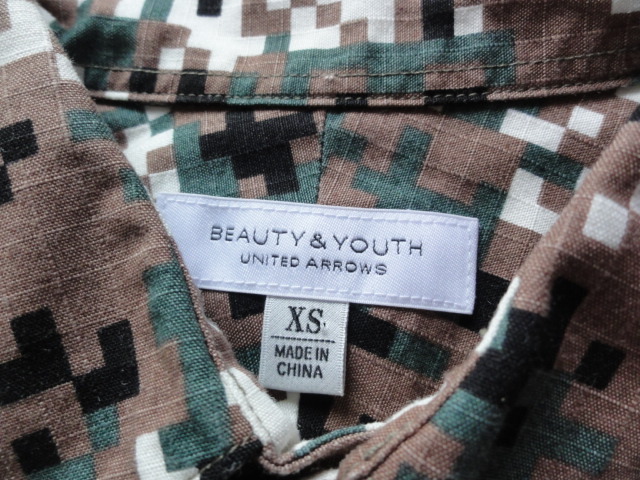 BEAUTY & YOUTH
UNITED ARROWS
XS
MADE IN
CHINA